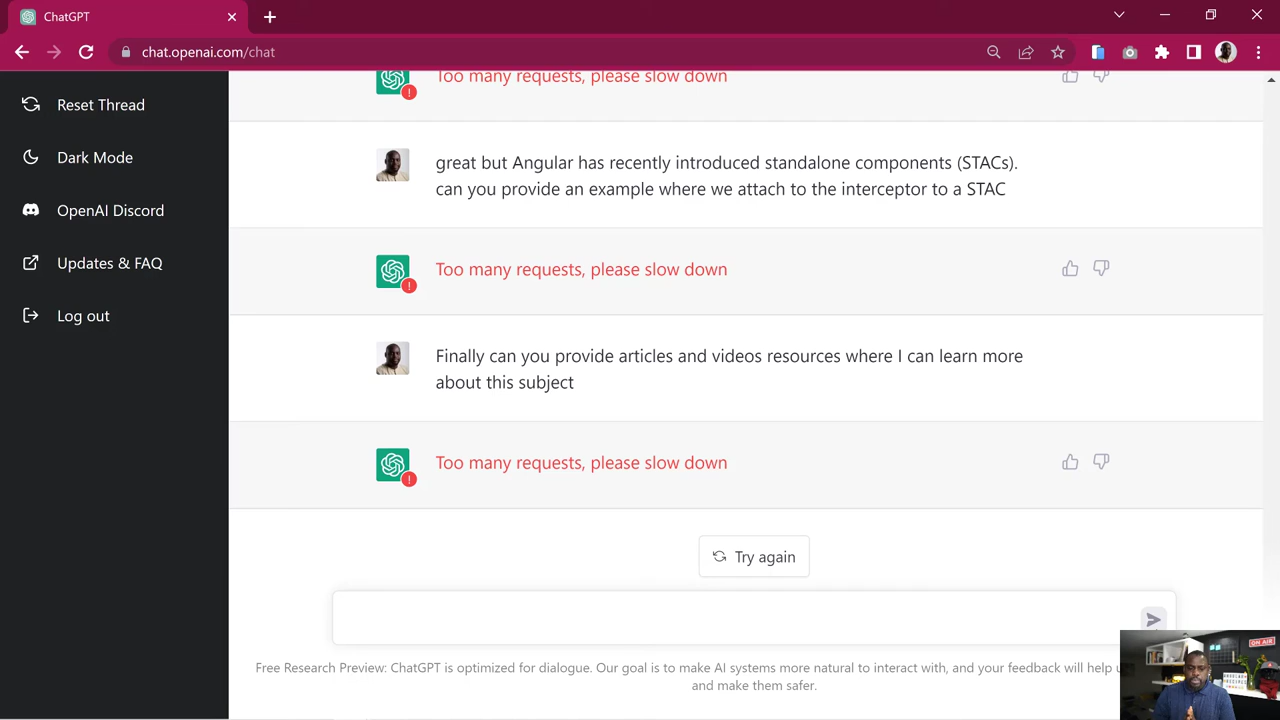 ChatGPT
chat.openai.com/chat
Reset Thread
Dark Mode
OpenAI Discord
Updates & FAQ
Log out
Too many requests, please slow down
great but Angular has recently introduced standalone components (STACs).
can you provide an example where we attach to the interceptor to a STAC
Too many requests, please slow down
Finally can you provide articles and videos resources where I can learn more
about this subject
Too many requests, please slow down
Try again
Free Research Preview: ChatGPT is optimized for dialogue. Our goal is to make AI systems more natural to interact with, and your feedback will help
and make them safer.
ON AIR